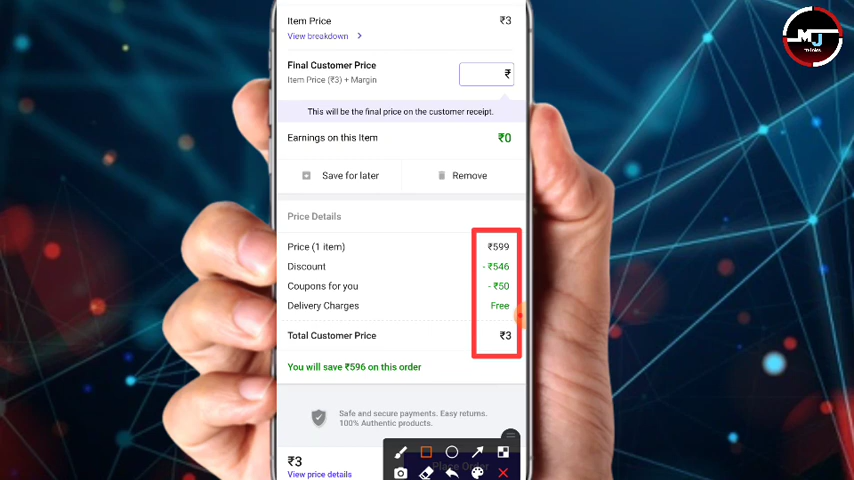 Item Price ₹3
View breakdown >
Final Customer Price
Item Price (₹3) + Margin
₹
This will be the final price on the customer receipt.
Earnings on this Item ₹0
Save for later Remove
Price Details
Price (1 item) ₹599
Discount - ₹546
Coupons for you - ₹50
Delivery Charges Free
Total Customer Price ₹3
You will save ₹596 on this order
Safe and secure payments. Easy returns.
100% Authentic products.
₹3
View price details
Place Order
MJ